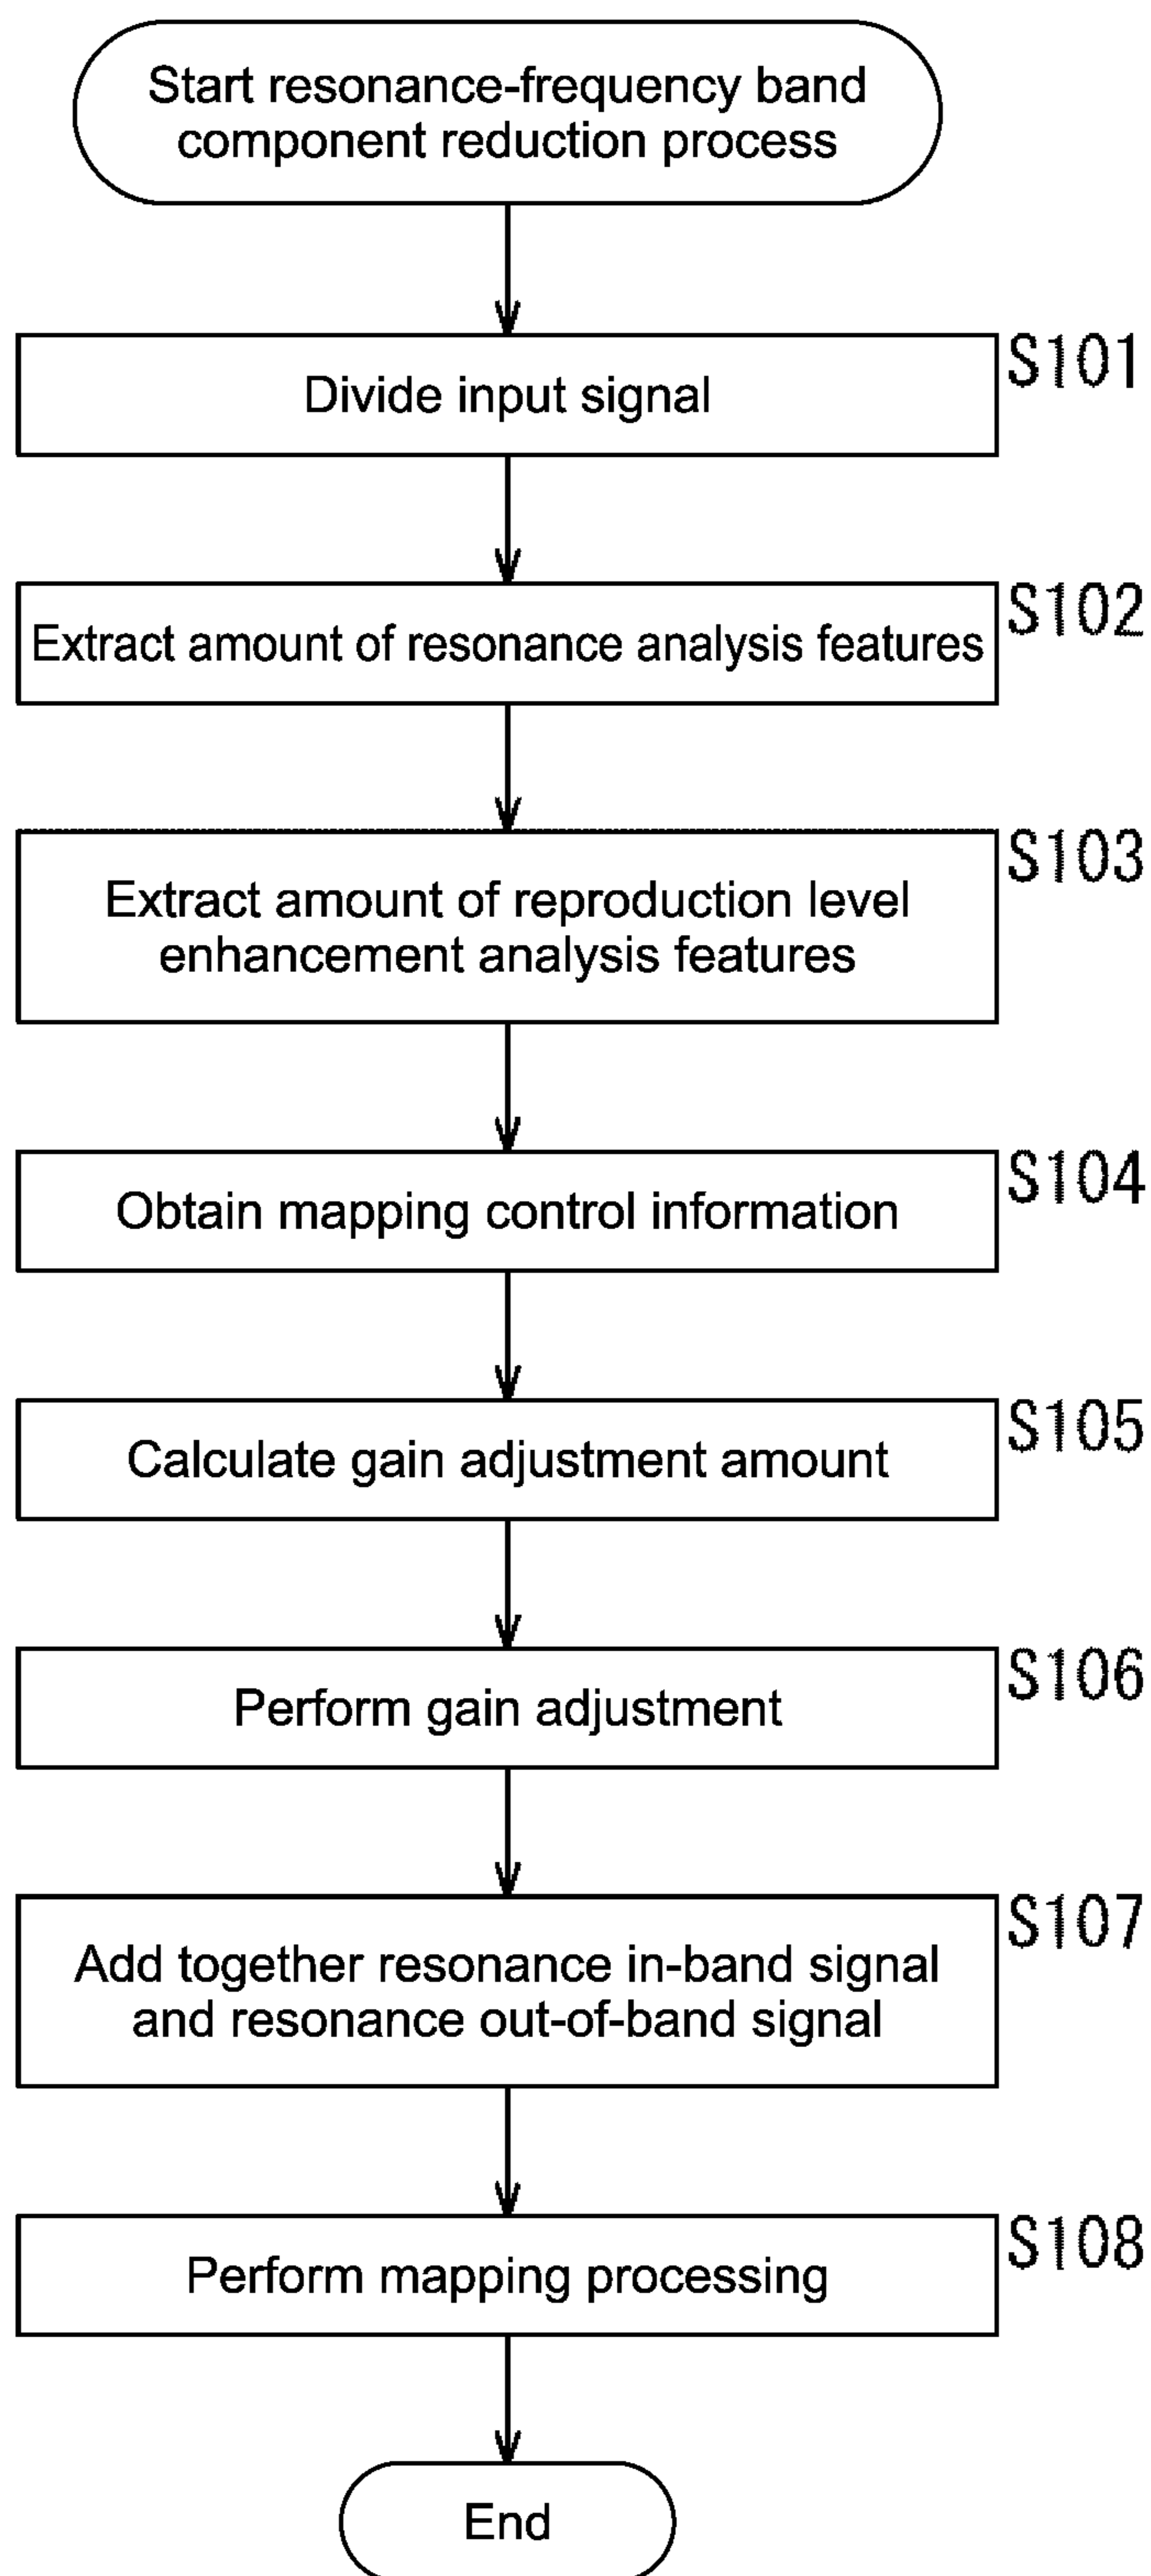 Start resonance-frequency band
component reduction process
S101
Divide input signal
S102
Extract amount of resonance analysis features
S103
Extract amount of reproduction level
enhancement analysis features
S104
Obtain mapping control information
S105
Calculate gain adjustment amount
S106
Perform gain adjustment
S107
Add together resonance in-band signal
and resonance out-of-band signal
S108
Perform mapping processing
End